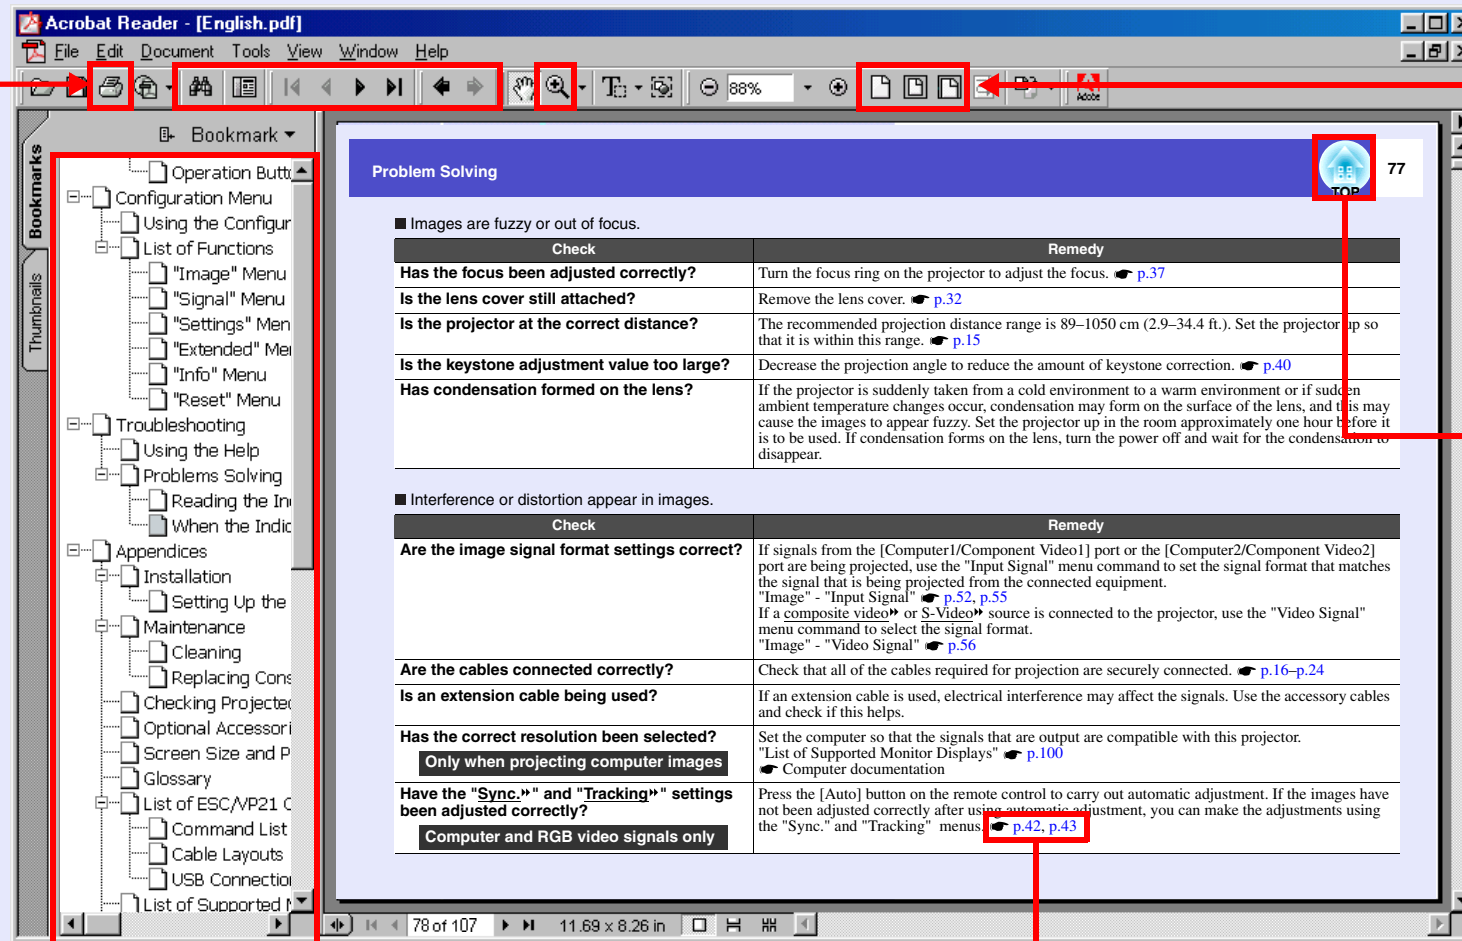 Acrobat Reader - [English.pdf]
File Edit Document Tools View Window Help
88%
Adobe
Bookmarks
Thumbnails
Bookmark
Operation Butto
Configuration Menu
Using the Configur
List of Functions
"Image" Menu
"Signal" Menu
"Settings" Men
"Extended" Me
"Info" Menu
"Reset" Menu
Troubleshooting
Using the Help
Problems Solving
Reading the In
When the Indic
Appendices
Installation
Setting Up the
Maintenance
Cleaning
Replacing Cons
Checking Projected
Optional Accessori
Screen Size and P
Glossary
List of ESC/VP21 C
Command List
Cable Layouts
USB Connectio
List of Supported M
Problem Solving
TOP
77
■ Images are fuzzy or out of focus.
Check Remedy
Has the focus been adjusted correctly? Turn the focus ring on the projector to adjust the focus. ☛ p.37
Is the lens cover still attached? Remove the lens cover. ☛ p.32
Is the projector at the correct distance? The recommended projection distance range is 89–1050 cm (2.9–34.4 ft.). Set the projector up so
that it is within this range. ☛ p.15
Is the keystone adjustment value too large? Decrease the projection angle to reduce the amount of keystone correction. ☛ p.40
Has condensation formed on the lens? If the projector is suddenly taken from a cold environment to a warm environment or if sudden
ambient temperature changes occur, condensation may form on the surface of the lens, and this may
cause the images to appear fuzzy. Set the projector up in the room approximately one hour before it
is to be used. If condensation forms on the lens, turn the power off and wait for the condensation to
disappear.
■ Interference or distortion appear in images.
Check Remedy
Are the image signal format settings correct? If signals from the [Computer1/Component Video1] port or the [Computer2/Component Video2]
port are being projected, use the "Input Signal" menu command to set the signal format that matches
the signal that is being projected from the connected equipment.
"Image" - "Input Signal" ☛ p.52, p.55
If a composite video or S-Video source is connected to the projector, use the "Video Signal"
menu command to select the signal format.
"Image" - "Video Signal" ☛ p.56
Are the cables connected correctly? Check that all of the cables required for projection are securely connected. ☛ p.16–p.24
Is an extension cable being used? If an extension cable is used, electrical interference may affect the signals. Use the accessory cables
and check if this helps.
Has the correct resolution been selected? Set the computer so that the signals that are output are compatible with this projector.
Only when projecting computer images "List of Supported Monitor Displays" ☛ p.100
☛ Computer documentation
Have the "Sync." and "Tracking" settings Press the [Auto] button on the remote control to carry out automatic adjustment. If the images have
been adjusted correctly? not been adjusted correctly after using automatic adjustment, you can make the adjustments using
Computer and RGB video signals only the "Sync." and "Tracking" menus. ☛ p.42, p.43
78 of 107 11.69 x 8.26 in